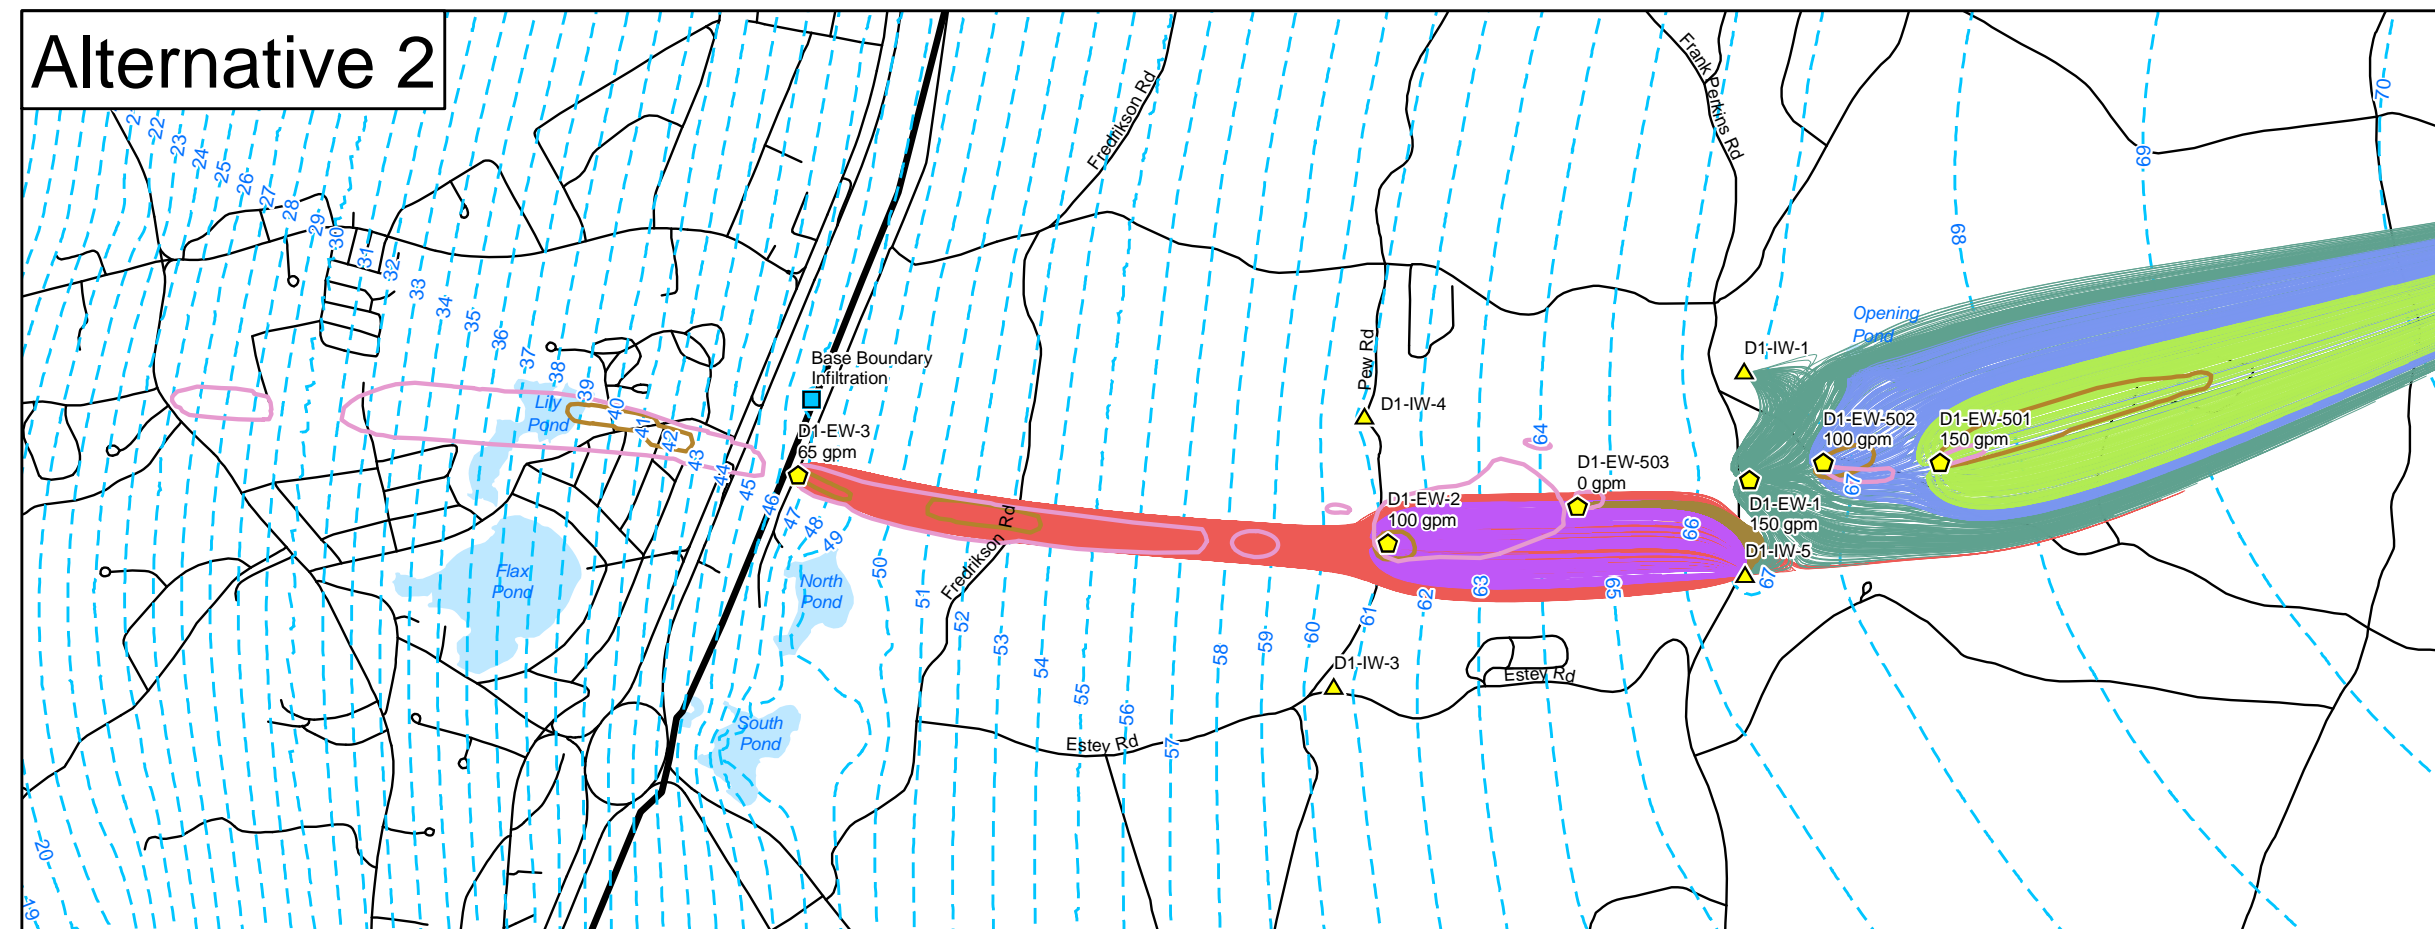 Alternative 2
22
23
24
25
26
27
28
29
30
31
32
33
34
35
36
37
38
39
40
41
42
43
44
45
46
47
48
49
50
51
52
53
54
55
56
57
58
59
60
61
62
63
64
65
66
67
67
68
69
70
20
19
Fredrikson Rd
Frank Perkins Rd
Pew Rd
Fredrikson Rd
Estey Rd
Estey Rd
Opening
Pond
Lily
Pond
Flax
Pond
North
Pond
South
Pond
Base Boundary
Infiltration
D1-EW-3
65 gpm
D1-IW-4
D1-IW-1
D1-EW-502
100 gpm
D1-EW-501
150 gpm
D1-EW-503
0 gpm
D1-EW-2
100 gpm
D1-EW-1
150 gpm
D1-IW-5
D1-IW-3